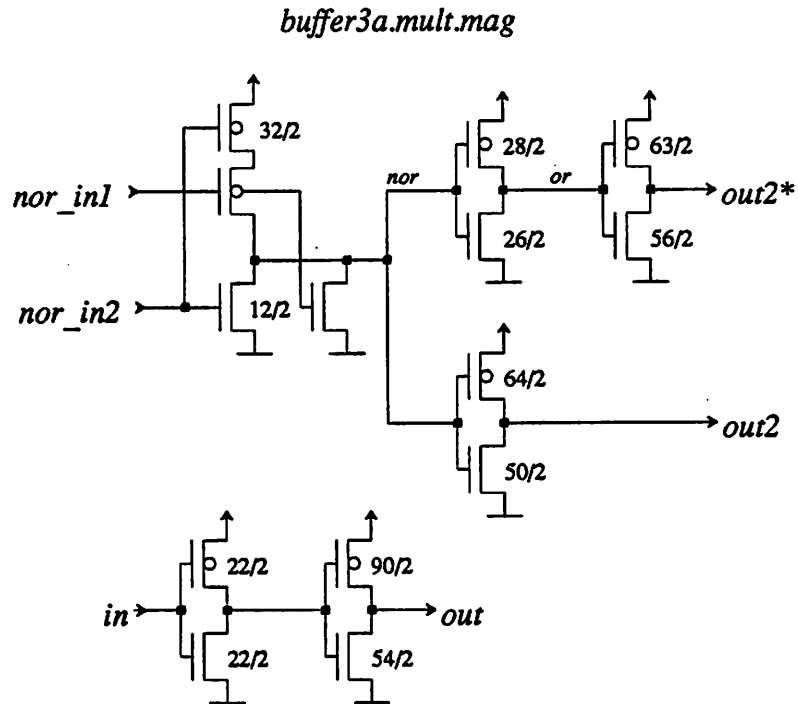 buffer3a.mult.mag
32/2
28/2
63/2
nor_in1
nor
or
out2*
26/2
56/2
nor_in2
12/2
64/2
out2
50/2
22/2
90/2
in
out
22/2
54/2